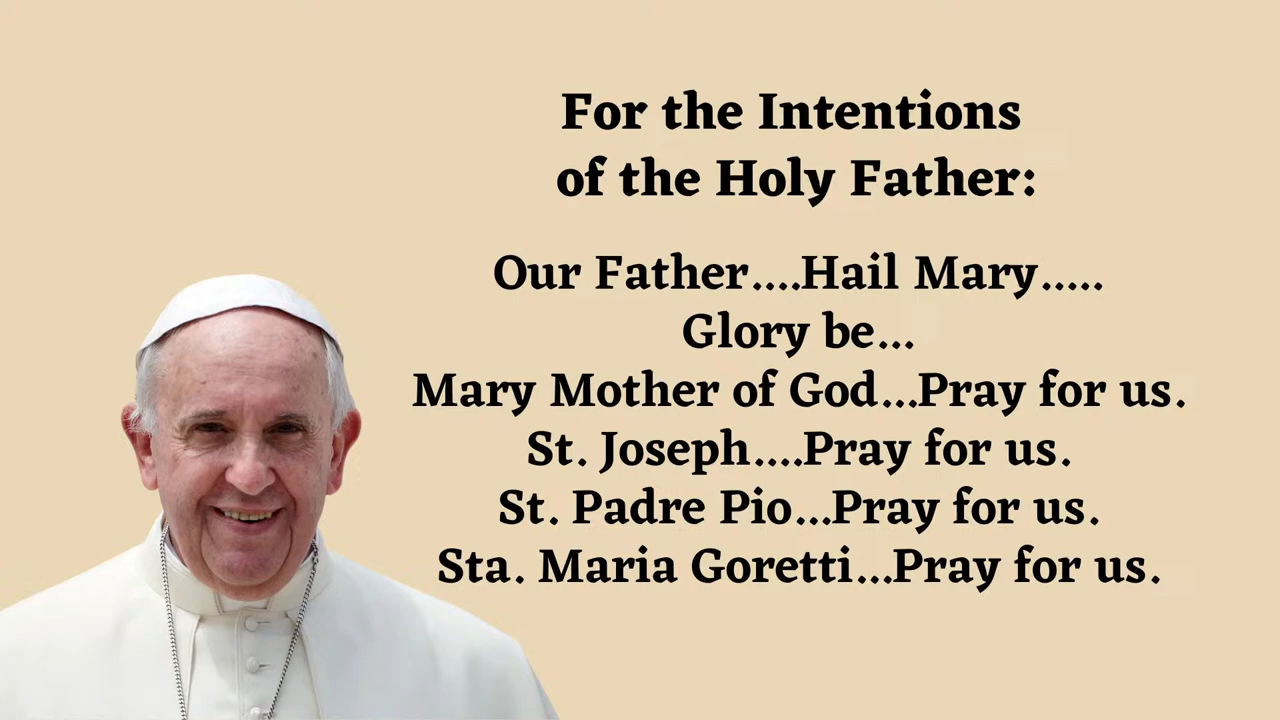 For the Intentions
of the Holy Father:
Our Father....Hail Mary.....
Glory be...
Mary Mother of God...Pray for us.
St. Joseph....Pray for us.
St. Padre Pio...Pray for us.
Sta. Maria Goretti...Pray for us.